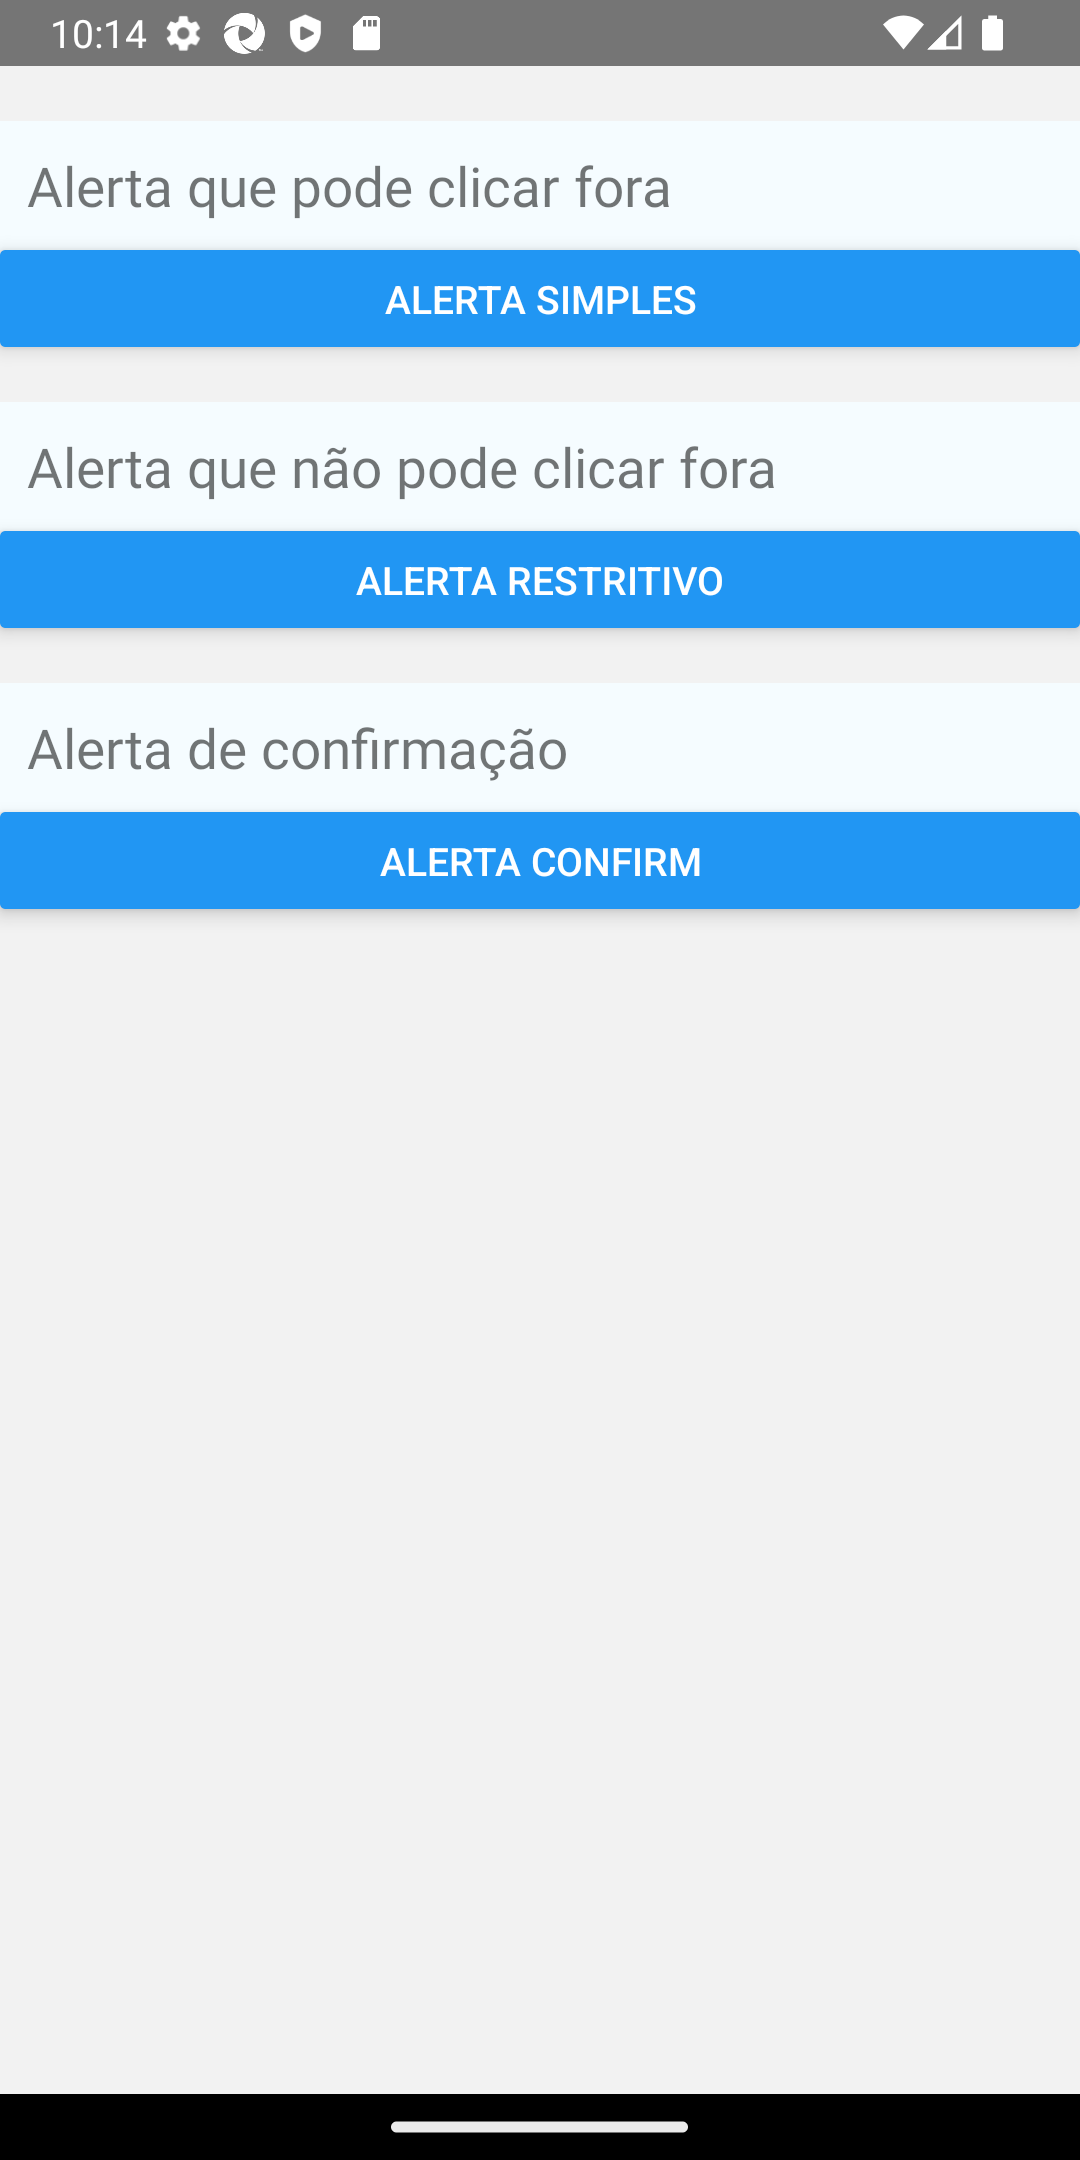 10:14
Alerta que pode clicar fora
ALERTA SIMPLES
Alerta que não pode clicar fora
ALERTA RESTRITIVO
Alerta de confirmação
ALERTA CONFIRM